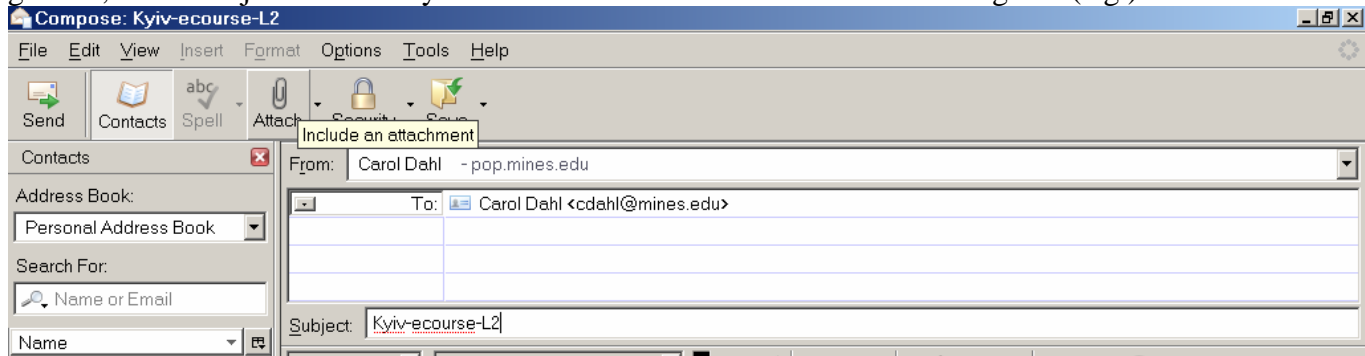 Compose: Kyiv-ecourse-L2
File Edit View Insert Format Options Tools Help
Send Contacts Spell Attach Security Save
Include an attachment
Contacts
From: Carol Dahl - pop.mines.edu
Address Book:
To: Carol Dahl <cdahl@mines.edu>
Personal Address Book
Search For:
Name or Email
Subject: Kyiv-ecourse-L2
Name